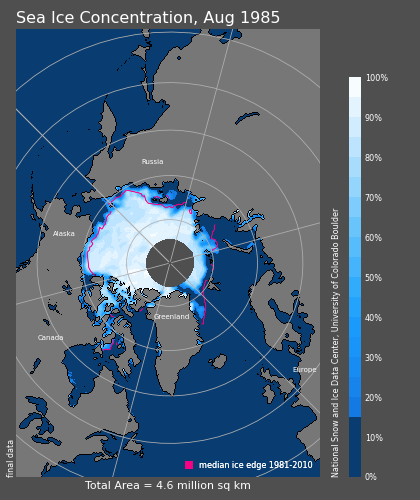 Sea Ice Concentration, Aug 1985
Russia
Alaska
Greenland
Canada
Europe
median ice edge 1981-2010
final data
Total Area = 4.6 million sq km
National Snow and Ice Data Center, University of Colorado Boulder
100%
90%
80%
70%
60%
50%
40%
30%
20%
10%
0%